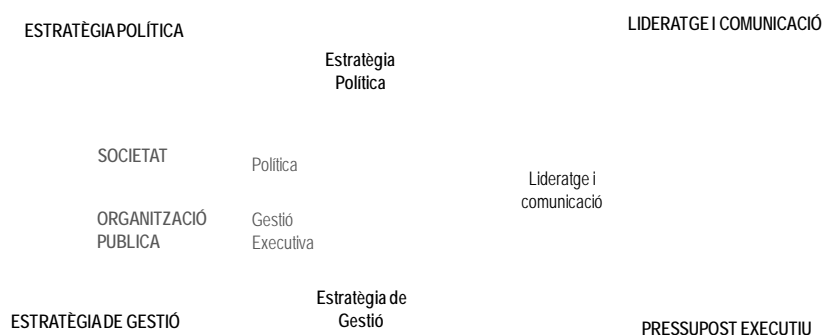 ESTRATÈGIA POLÍTICA
LIDERATGE I COMUNICACIÓ
Estratègia
Política
SOCIETAT
Política
Lideratge i
comunicació
ORGANITZACIÓ
PUBLICA
Gestió
Executiva
Estratègia de
Gestió
ESTRATÈGIA DE GESTIÓ
PRESSUPOST EXECUTIU